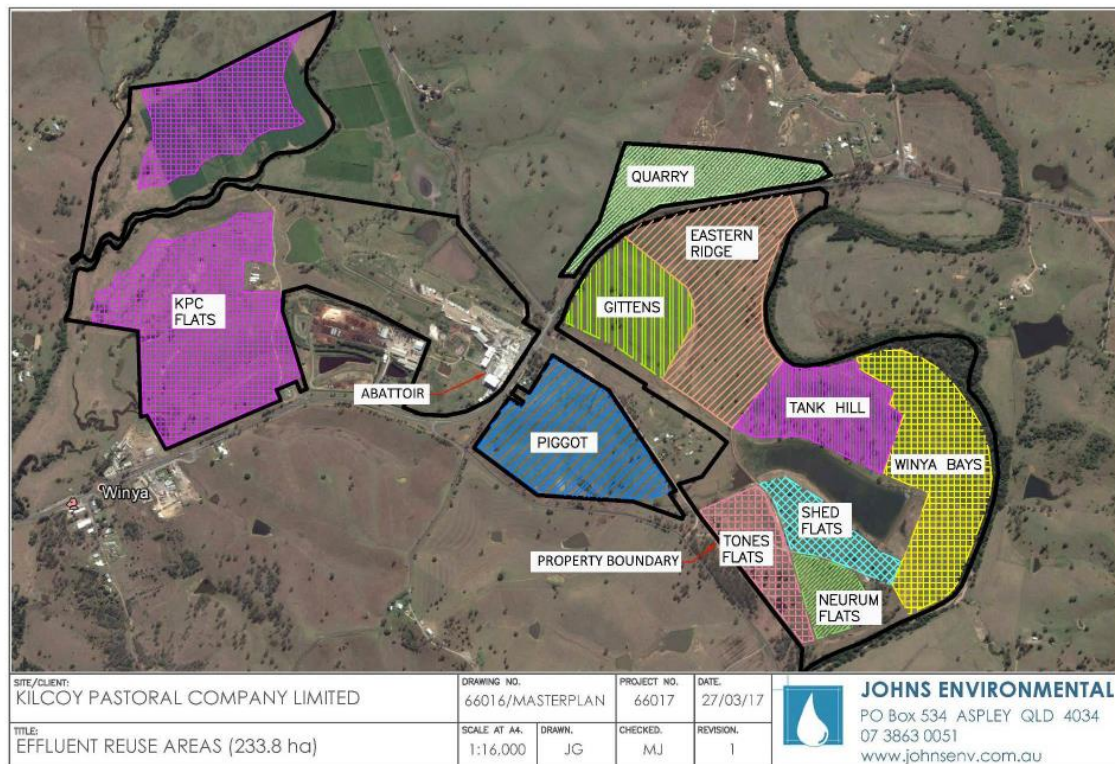 QUARRY
EASTERN
RIDGE
GITTENS
KPC
FLATS
ABATTOIR
TANK HILL
PIGGOT
WINYA BAYS
Winya
SHED
FLATS
TONES
FLATS
PROPERTY BOUNDARY
NEURUM
FLATS
SITE/CLIENT:
KILCOY PASTORAL COMPANY LIMITED
DRAWING NO.
66016/MASTERPLAN
PROJECT NO.
66017
DATE.
27/03/17
TITLE:
EFFLUENT REUSE AREAS (233.8 ha)
SCALE AT A4.
1:16,000
DRAWN.
JG
CHECKED.
MJ
REVISION.
1
JOHNS ENVIRONMENTAL
PO Box 534 ASPLEY QLD 4034
07 3863 0051
www.johnsenv.com.au